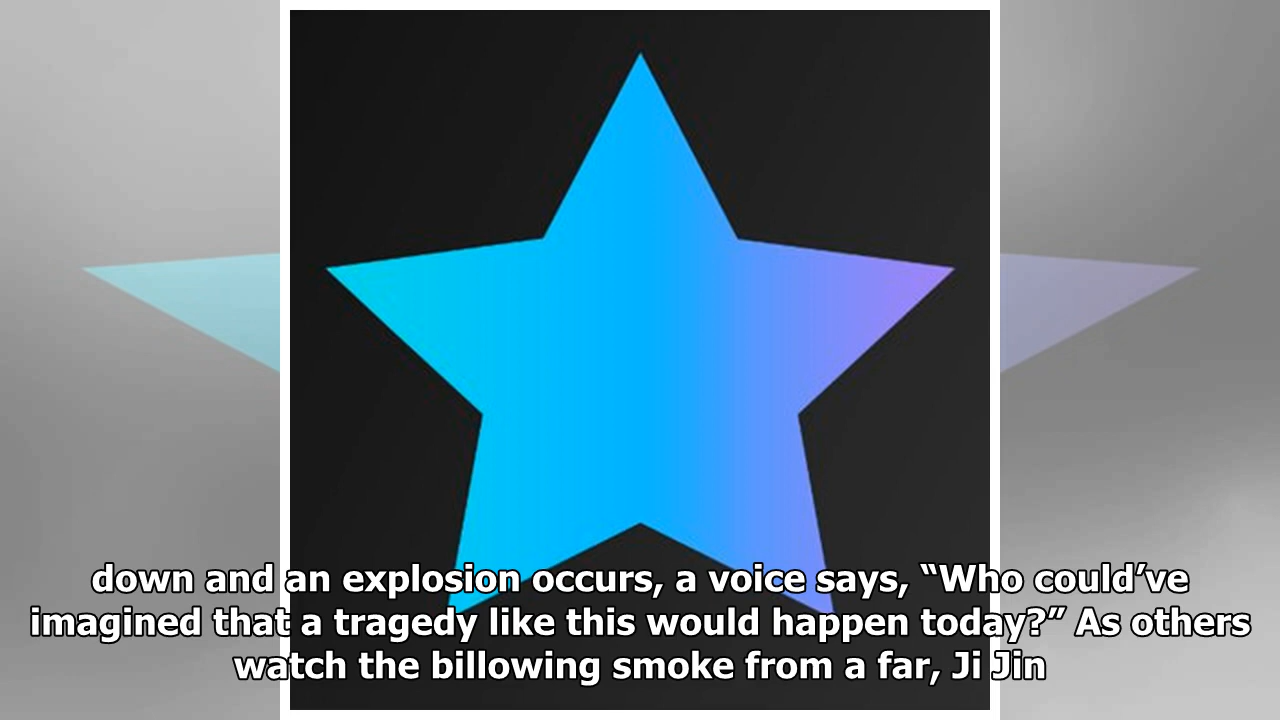 down and an explosion occurs, a voice says, “Who could’ve
imagined that a tragedy like this would happen today?” As others
watch the billowing smoke from a far, Ji Jin